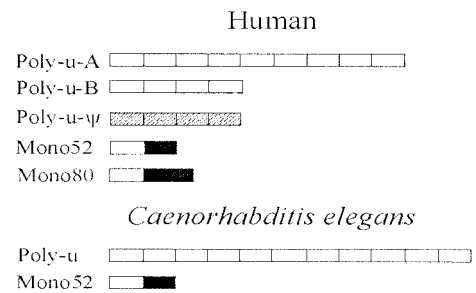 Human
Poly-u-A
Poly-u-B
Poly-u-ψ
Mono52
Mono80
Caenorhabditis elegans
Poly-u
Mono52